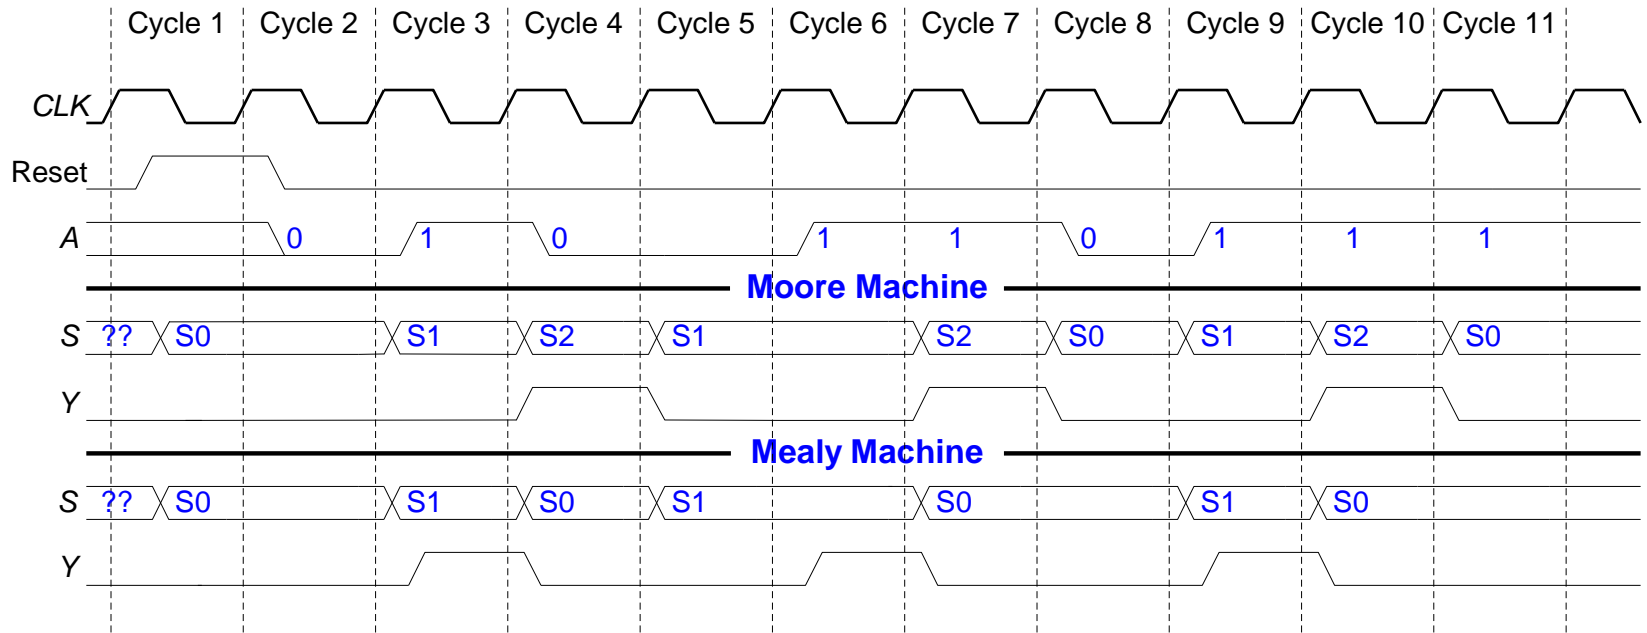 Cycle 1 Cycle 2 Cycle 3 Cycle 4 Cycle 5 Cycle 6 Cycle 7 Cycle 8 Cycle 9 Cycle 10 Cycle 11
CLK
Reset
A 0 1 0 1 1 0 1 1 1
Moore Machine
S ?? S0 S1 S2 S1 S2 S0 S1 S2 S0
Y
Mealy Machine
S ?? S0 S1 S0 S1 S0 S1 S0
Y